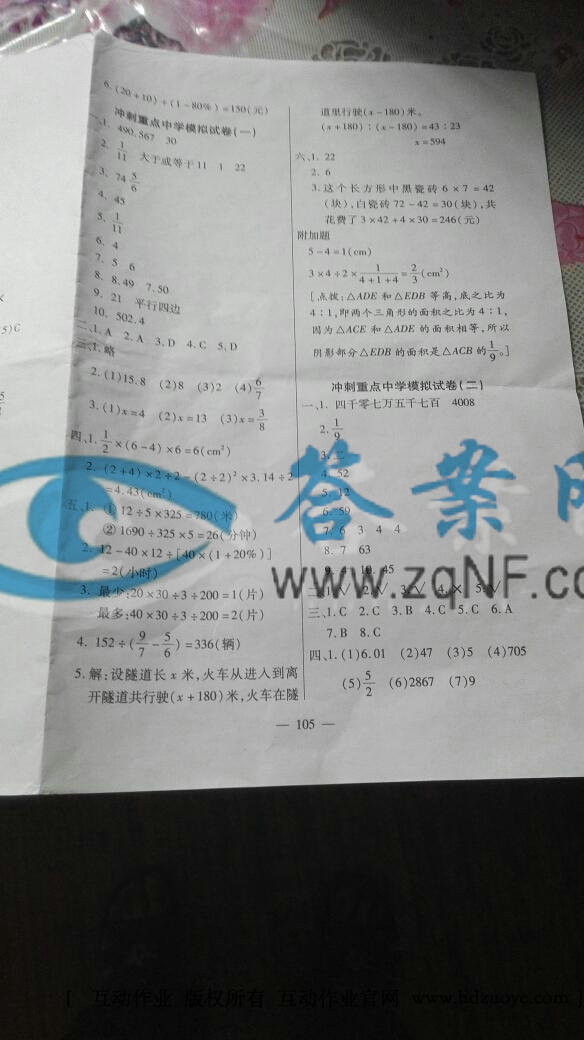 6. (20+10)÷(1-80%)=150(元)
冲刺重点中学模拟试卷(一)
一、1. 490.567 30
2. 1/11 大于或等于11 1 22
3. 74 5/6
4. 45
5. 1/11
6. 4
7. 5 6
8. 8.49 7.50
9. 21 平行四边
10. 502.4
二、1. A 2. A 3. D 4. C 5. D
三、1. 略
2. (1)15.8 (2)8 (3)2 (4)6/7
3. (1)x=4 (2)x=13 (3)x=3/8
四、1. 1/2×(6-4)×6=6(cm²)
2. (2+4)×2÷2-(2÷2)²×3.14÷2
=4.43(cm²)
五、1. ①12÷5×325=780(米)
②1690÷325×5=26(分钟)
2. 12-40×12÷[40×(1+20%)]
=2(小时)
3. 最少:20×30÷3÷200=1(片)
最多:40×30÷3÷200=2(片)
4. 152÷(9/7-5/6)=336(辆)
5. 解:设隧道长x米,火车从进入到离
开隧道共行驶(x+180)米,火车在隧
道里行驶(x-180)米。
(x+180):(x-180)=43:23
x=594
六、1. 22
2. 6
3. 这个长方形中黑瓷砖6×7=42
(块),白瓷砖72-42=30(块),共
花费了3×42+4×30=246(元)
附加题
5-4=1(cm)
3×4÷2×1/(4+1+4)=2/3(cm²)
[点拨:△ADE和△EDB等高,底之比为
4:1,即两个三角形的面积之比为4:1,
因为△ACE和△ADE的面积相等,所以
阴影部分△EDB的面积是△ACB的1/9。]
冲刺重点中学模拟试卷(二)
一、1. 四千零七万五千七百 4008
2. 1/9
3. 二
4. 52
5. 12
6. 59
7. 6 3 4 4
8. 7 63
9. 41 10. 45
3. √ 4. × 5. √
三、1. C 2. C 3. B 4. C 5. C 6. A
7. B 8. C
四、1. (1)6.01 (2)47 (3)5 (4)705
(5)5/2 (6)2867 (7)9
— 105 —
5)C
答案网
www.zqNF.com
[ 互动作业 版权所有 互动作业官网 www.hdzuoye.com ]